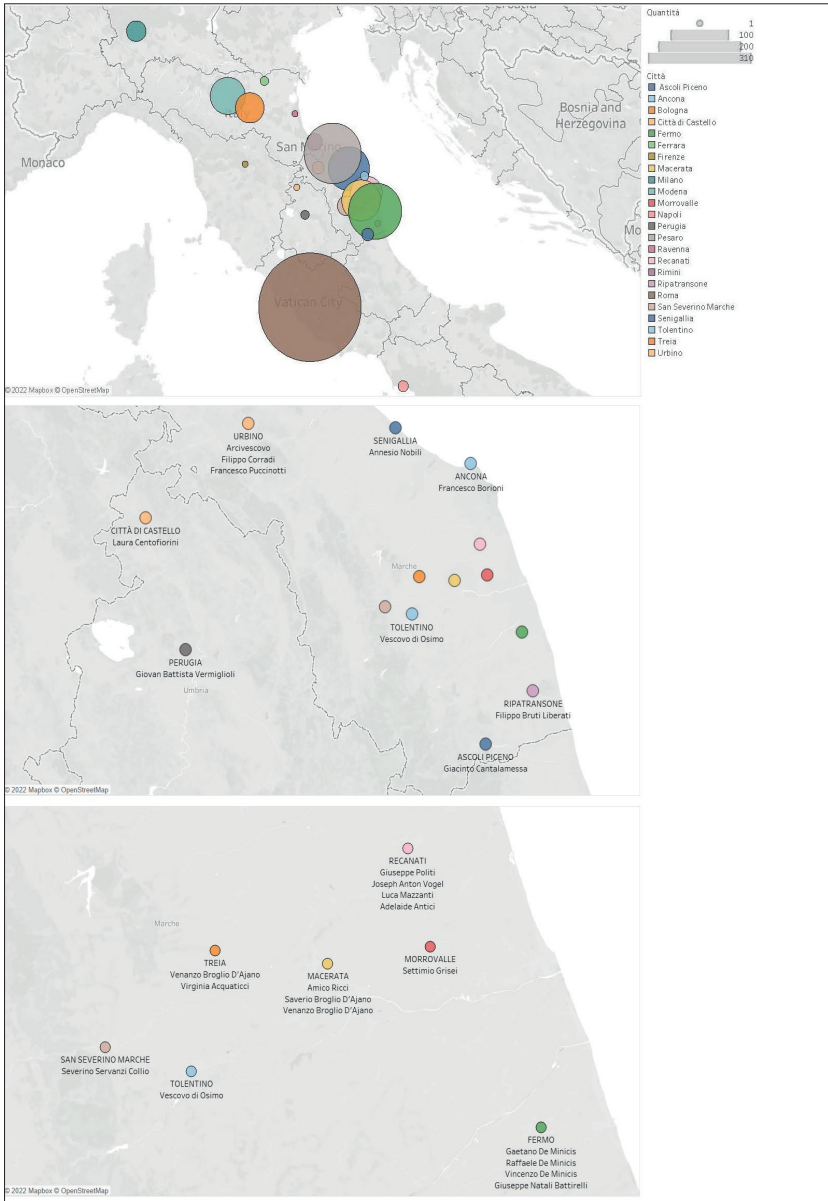 Croatia
Bosnia and
Herzegovina
Monaco
Italy
San Marino
Vatican City
© 2022 Mapbox © OpenStreetMap
Quantità
1
100
200
310
Città
Ascoli Piceno
Ancona
Bologna
Città di Castello
Fermo
Ferrara
Firenze
Macerata
Milano
Modena
Morrovalle
Napoli
Perugia
Pesaro
Ravenna
Recanati
Rimini
Ripatransone
Roma
San Severino Marche
Senigallia
Tolentino
Treia
Urbino
URBINO
Arcivescovo
Filippo Corradi
Francesco Puccinotti
SENIGALLIA
Annesio Nobili
ANCONA
Francesco Borioni
CITTÀ DI CASTELLO
Laura Centofiorini
Marche
TOLENTINO
Vescovo di Osimo
PERUGIA
Giovan Battista Vermiglioli
Umbria
RIPATRANSONE
Filippo Bruti Liberati
ASCOLI PICENO
Giacinto Cantalamessa
© 2022 Mapbox © OpenStreetMap
RECANATI
Giuseppe Politi
Joseph Anton Vogel
Luca Mazzanti
Adelaide Antici
Marche
TREIA
Venanzo Broglio D'Ajano
Virginia Acquaticci
MACERATA
Amico Ricci
Saverio Broglio D'Ajano
Venanzo Broglio D'Ajano
MORROVALLE
Settimio Grisei
SAN SEVERINO MARCHE
Severino Servanzi Collio
TOLENTINO
Vescovo di Osimo
FERMO
Gaetano De Minicis
Raffaele De Minicis
Vincenzo De Minicis
Giuseppe Natali Battirelli
© 2022 Mapbox © OpenStreetMap